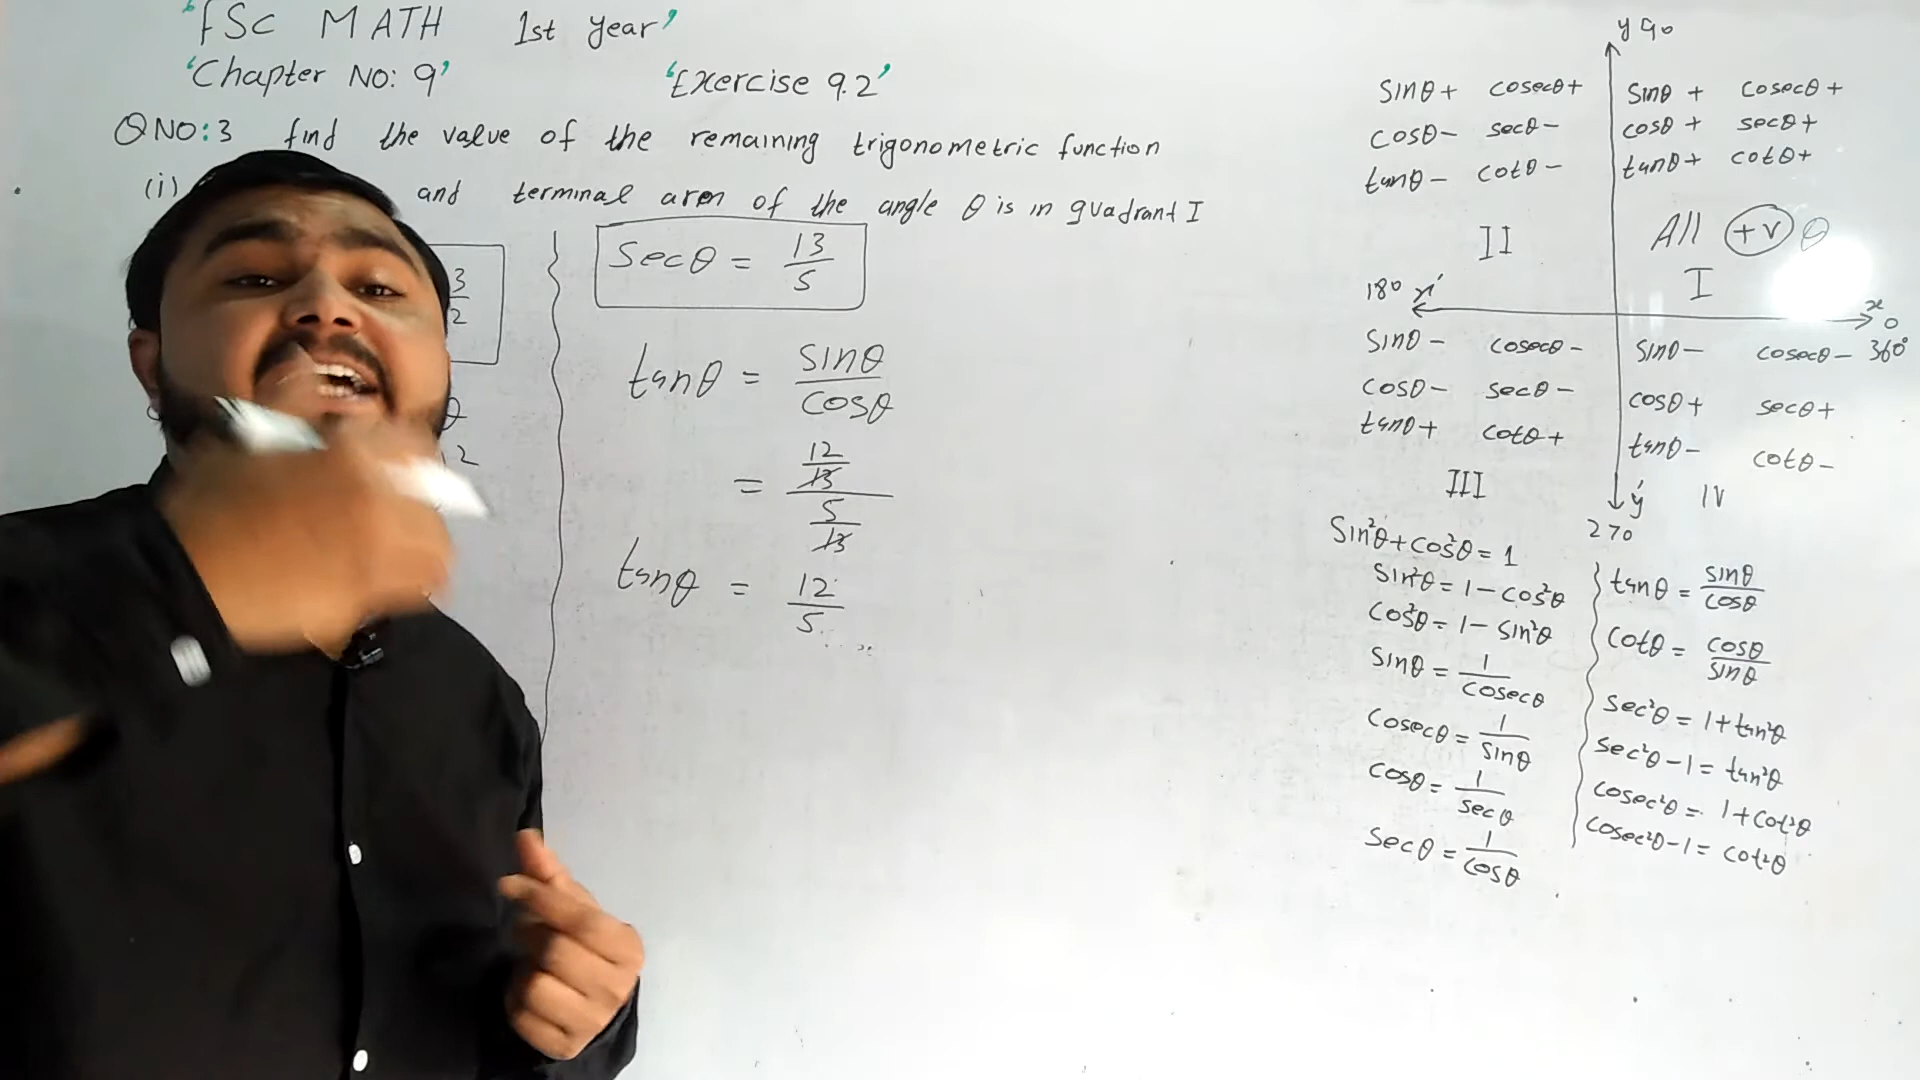 'FSc MATH 1st year'
'Chapter No: 9' 'Exercise 9.2'
QNO:3 find the value of the remaining trigonometric function
(i) and terminal arm of the angle θ is in quadrant I
3
2
θ
12
secθ = 13/5
tanθ = sinθ/cosθ
= 12/13 / 5/13
tanθ = 12/5
y 90
sinθ+ cosecθ+
cosθ- secθ-
tanθ- cotθ-
II
sinθ + cosecθ +
cosθ + secθ+
tanθ+ cotθ+
All +v θ
I
180 x'
x 0
360°
sinθ- cosecθ-
cosθ- secθ-
tanθ+ cotθ+
III
sinθ- cosecθ-
cosθ+ secθ+
tanθ- cotθ-
y' IV
270
sin²θ+cos²θ=1
sin²θ=1-cos²θ
cos²θ=1-sin²θ
sinθ=1/cosecθ
cosecθ=1/sinθ
cosθ=1/secθ
secθ=1/cosθ
tanθ=sinθ/cosθ
cotθ=cosθ/sinθ
sec²θ=1+tan²θ
sec²θ-1=tan²θ
cosec²θ=1+cot²θ
cosec²θ-1=cot²θ